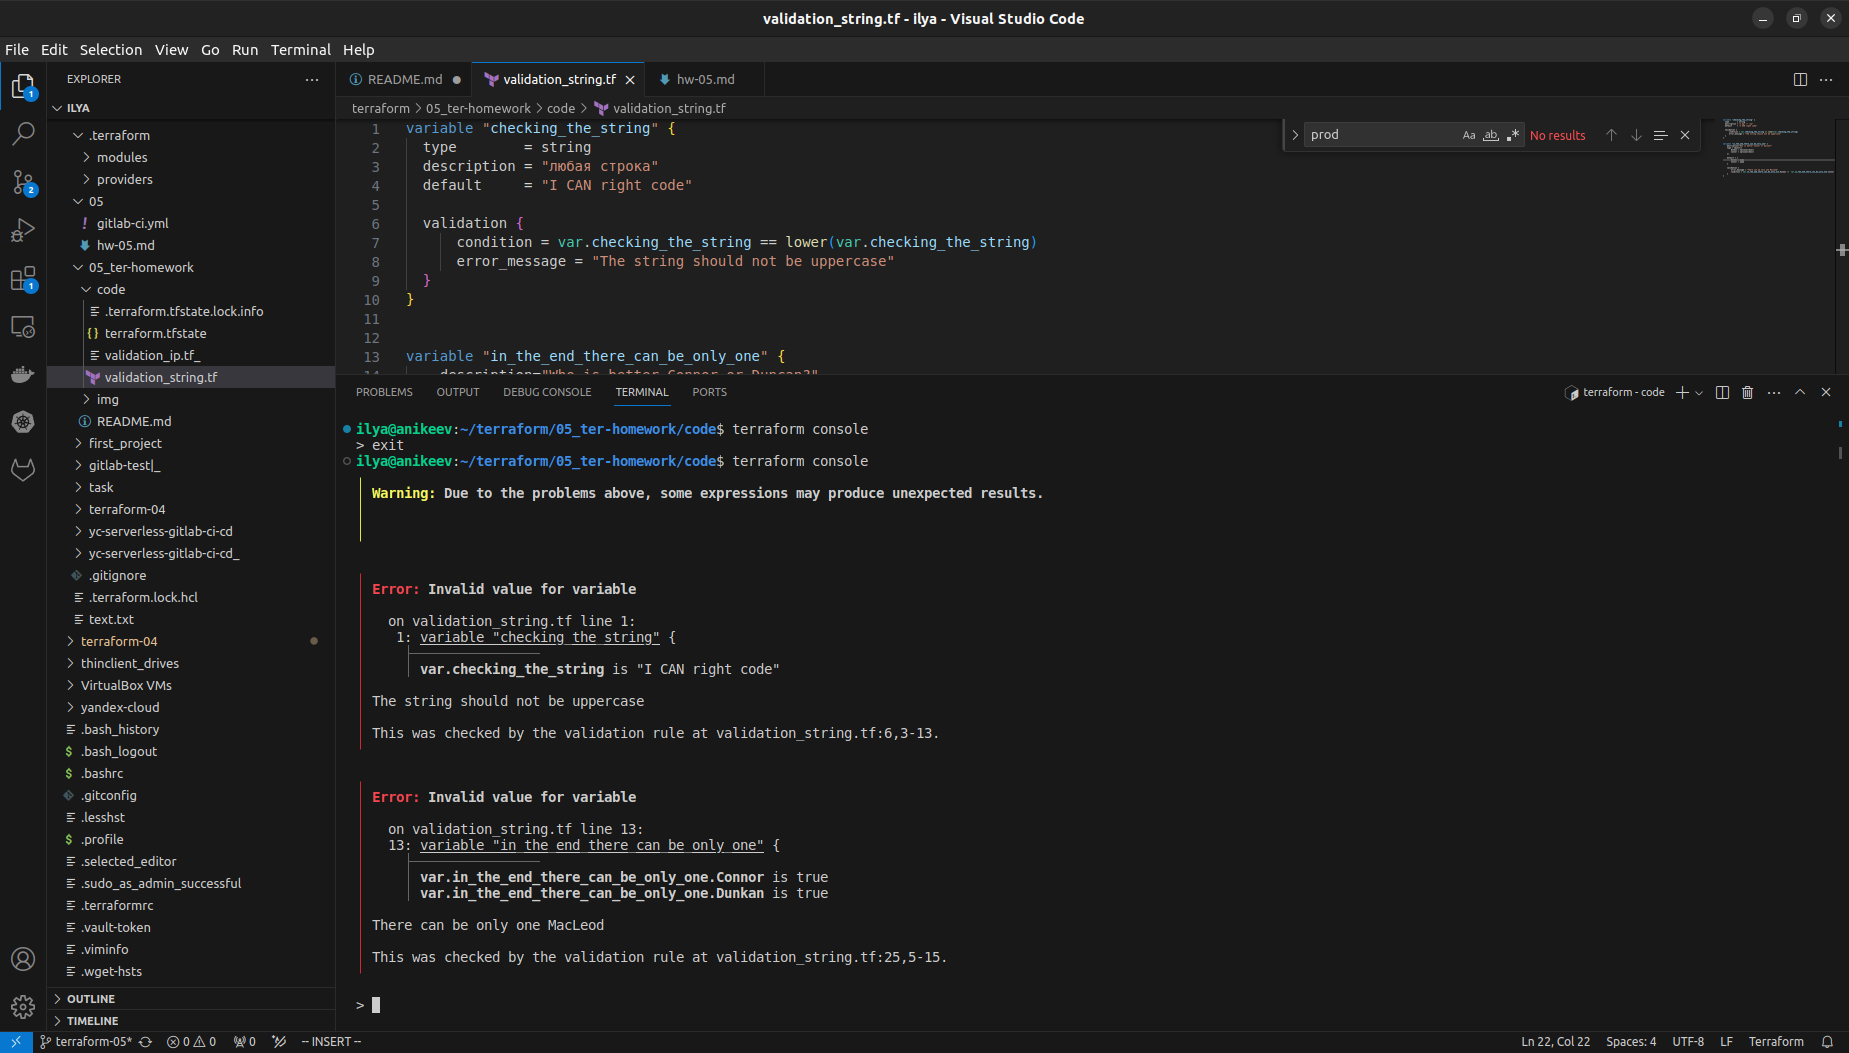 validation_string.tf - ilya - Visual Studio Code
File Edit Selection View Go Run Terminal Help
EXPLORER
ILYA
.terraform
modules
providers
05
! gitlab-ci.yml
hw-05.md
05_ter-homework
code
.terraform.tfstate.lock.info
{} terraform.tfstate
validation_ip.tf_
validation_string.tf
img
README.md
first_project
gitlab-test|_
task
terraform-04
yc-serverless-gitlab-ci-cd
yc-serverless-gitlab-ci-cd_
.gitignore
.terraform.lock.hcl
text.txt
terraform-04
thinclient_drives
VirtualBox VMs
yandex-cloud
.bash_history
$ .bash_logout
$ .bashrc
.gitconfig
.lesshst
$ .profile
.selected_editor
.sudo_as_admin_successful
.terraformrc
.vault-token
.viminfo
.wget-hsts
OUTLINE
TIMELINE
1
2
1
README.md
validation_string.tf
hw-05.md
terraform > 05_ter-homework > code > validation_string.tf
prod Aa ab .* No results
1 variable "checking_the_string" {
2 type = string
3 description = "любая строка"
4 default = "I CAN right code"
5
6 validation {
7 condition = var.checking_the_string == lower(var.checking_the_string)
8 error_message = "The string should not be uppercase"
9 }
10 }
11
12
13 variable "in_the_end_there_can_be_only_one" {
14 description="Who is better Connor or Duncan?"
PROBLEMS OUTPUT DEBUG CONSOLE TERMINAL PORTS
terraform - code
ilya@anikeev:~/terraform/05_ter-homework/code$ terraform console
> exit
ilya@anikeev:~/terraform/05_ter-homework/code$ terraform console
Warning: Due to the problems above, some expressions may produce unexpected results.
Error: Invalid value for variable
on validation_string.tf line 1:
1: variable "checking_the_string" {
var.checking_the_string is "I CAN right code"
The string should not be uppercase
This was checked by the validation rule at validation_string.tf:6,3-13.
Error: Invalid value for variable
on validation_string.tf line 13:
13: variable "in_the_end_there_can_be_only_one" {
var.in_the_end_there_can_be_only_one.Connor is true
var.in_the_end_there_can_be_only_one.Dunkan is true
There can be only one MacLeod
This was checked by the validation rule at validation_string.tf:25,5-15.
>
terraform-05* 0 0 0 -- INSERT --
Ln 22, Col 22 Spaces: 4 UTF-8 LF Terraform